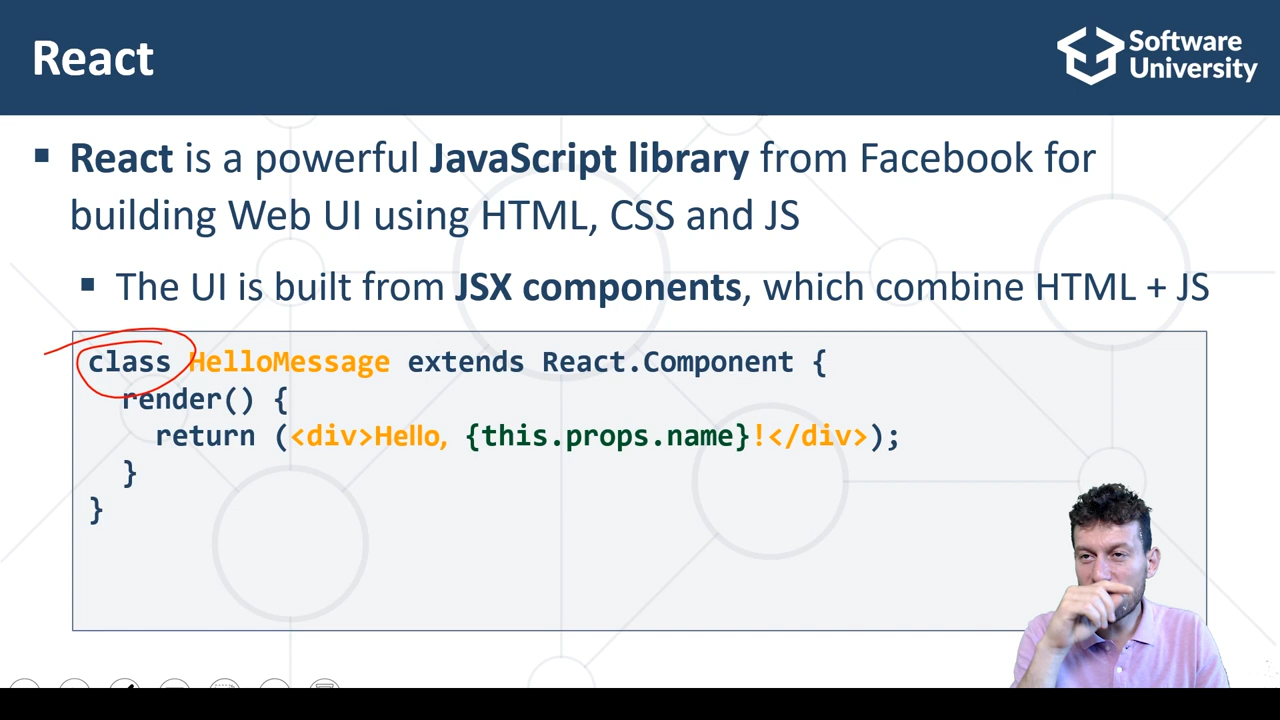 React
Software
University
▪ React is a powerful JavaScript library from Facebook for
building Web UI using HTML, CSS and JS
▪ The UI is built from JSX components, which combine HTML + JS
class HelloMessage extends React.Component {
  render() {
    return (<div>Hello, {this.props.name}!</div>);
  }
}